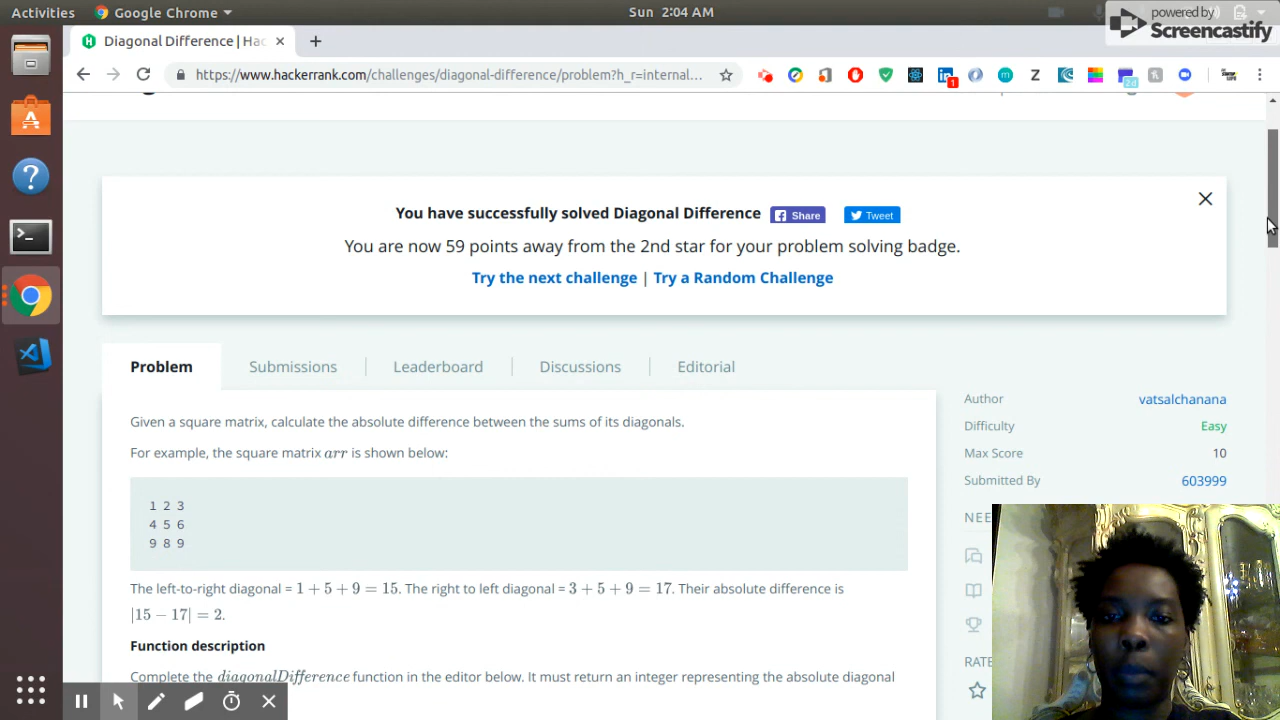 Activities
Google Chrome
Sun 2:04 AM
powered by
Screencastify
Diagonal Difference | Hac
https://www.hackerrank.com/challenges/diagonal-difference/problem?h_r=internal...
You have successfully solved Diagonal Difference Share Tweet
You are now 59 points away from the 2nd star for your problem solving badge.
Try the next challenge | Try a Random Challenge
Problem
Submissions
Leaderboard
Discussions
Editorial
Given a square matrix, calculate the absolute difference between the sums of its diagonals.
For example, the square matrix arr is shown below:
1 2 3
4 5 6
9 8 9
The left-to-right diagonal = 1 + 5 + 9 = 15. The right to left diagonal = 3 + 5 + 9 = 17. Their absolute difference is
|15 − 17| = 2.
Function description
Complete the diagonalDifference function in the editor below. It must return an integer representing the absolute diagonal
Author vatsalchanana
Difficulty Easy
Max Score 10
Submitted By 603999
NEE
RATE